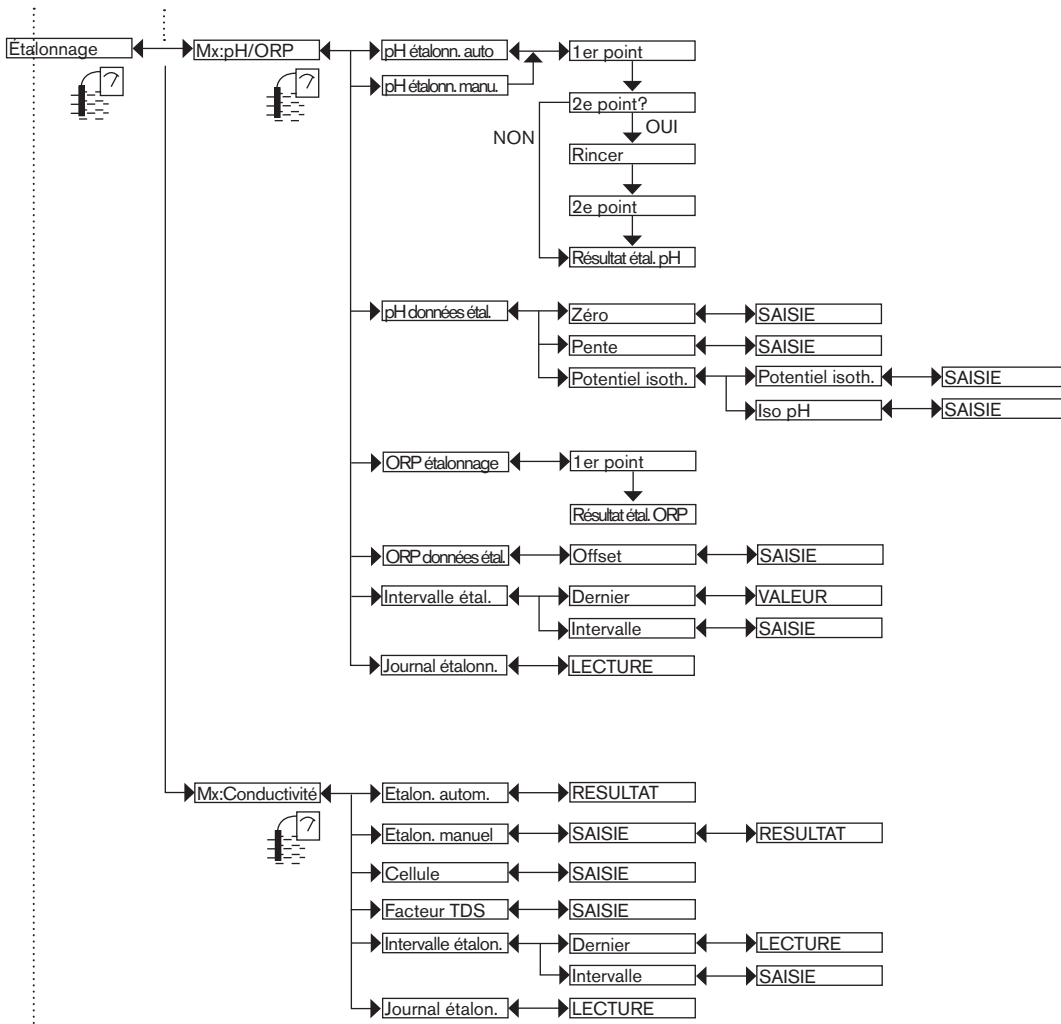 Étalonnage
Mx:pH/ORP
pH étalonn. auto
1er point
pH étalonn. manu.
2e point?
NON
OUI
Rincer
2e point
Résultat étal. pH
pH données étal.
Zéro
SAISIE
Pente
SAISIE
Potentiel isoth.
Potentiel isoth.
SAISIE
Iso pH
SAISIE
ORP étalonnage
1er point
Résultat étal. ORP
ORP données étal.
Offset
SAISIE
Intervalle étal.
Dernier
VALEUR
Intervalle
SAISIE
Journal étalonn.
LECTURE
Mx:Conductivité
Etalon. autom.
RESULTAT
Etalon. manuel
SAISIE
RESULTAT
Cellule
SAISIE
Facteur TDS
SAISIE
Intervalle étalon.
Dernier
LECTURE
Intervalle
SAISIE
Journal étalon.
LECTURE